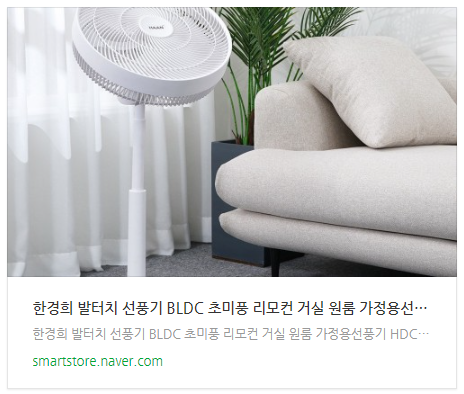 한경희 발터치 선풍기 BLDC 초미풍 리모컨 거실 원룸 가정용선…
한경희 발터치 선풍기 BLDC 초미풍 리모컨 거실 원룸 가정용선풍기 HDC…
smartstore.naver.com